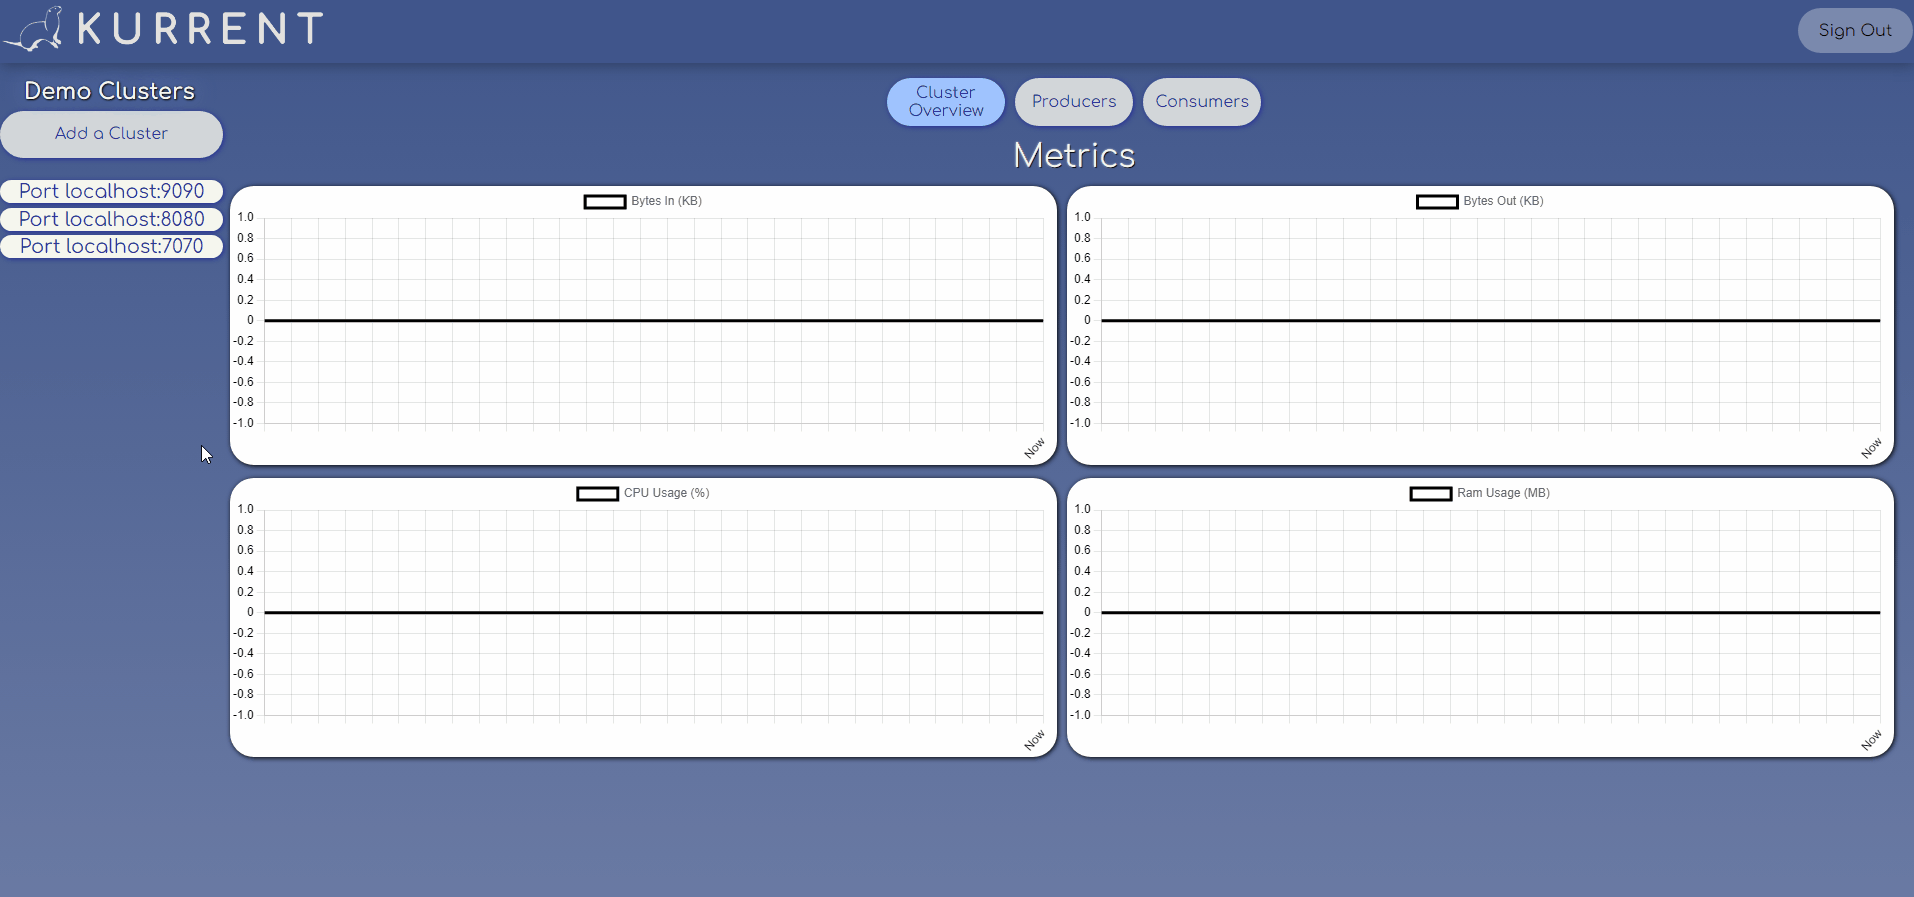 KURRENT
Sign Out
Demo Clusters
Add a Cluster
Port localhost:9090
Port localhost:8080
Port localhost:7070
Cluster
Overview
Producers
Consumers
Metrics
Bytes In (KB)
1.0
0.8
0.6
0.4
0.2
0
-0.2
-0.4
-0.6
-0.8
-1.0
Now
Bytes Out (KB)
1.0
0.8
0.6
0.4
0.2
0
-0.2
-0.4
-0.6
-0.8
-1.0
Now
CPU Usage (%)
1.0
0.8
0.6
0.4
0.2
0
-0.2
-0.4
-0.6
-0.8
-1.0
Now
Ram Usage (MB)
1.0
0.8
0.6
0.4
0.2
0
-0.2
-0.4
-0.6
-0.8
-1.0
Now